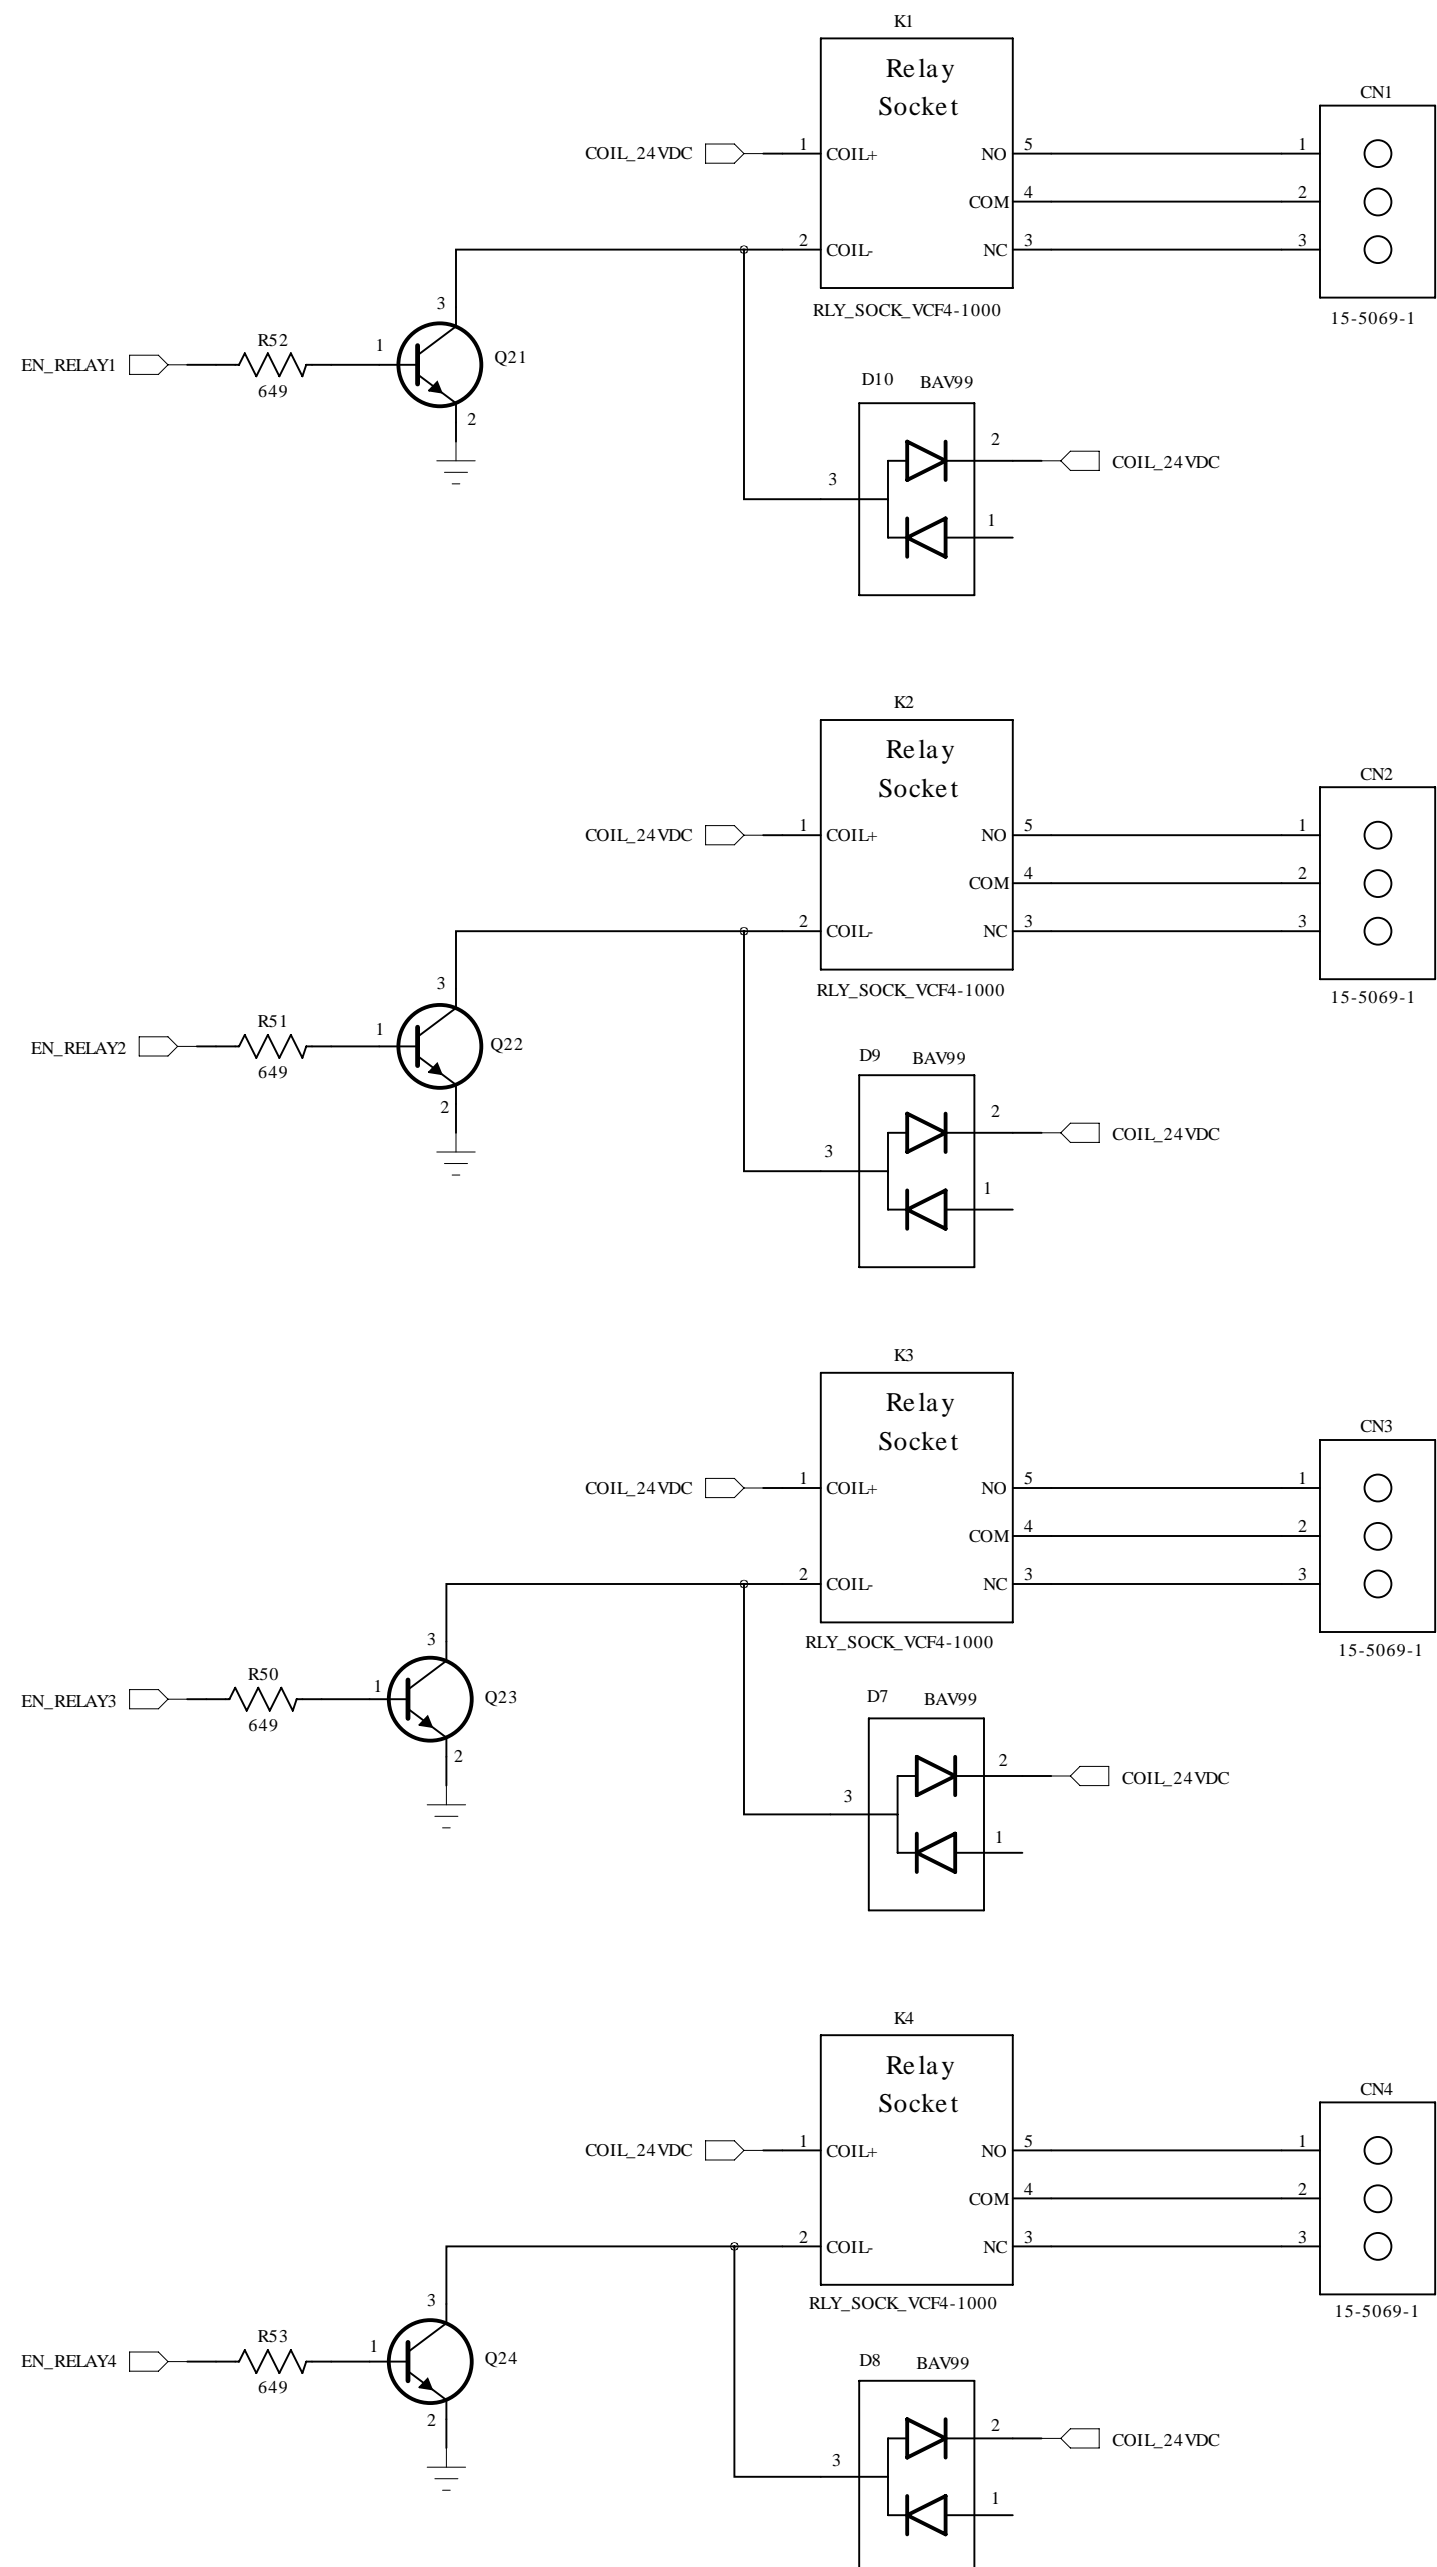 K1
Relay
Socket
CN1
COIL_24VDC 1 COIL+ NO 5 1
COM 4 2
2 COIL- NC 3 3
3
RLY_SOCK_VCF4-1000 15-5069-1
R52
EN_RELAY1 1 Q21
649
D10 BAV99
2
2 COIL_24VDC
3
1
K2
Relay
Socket
CN2
COIL_24VDC 1 COIL+ NO 5 1
COM 4 2
2 COIL- NC 3 3
3
RLY_SOCK_VCF4-1000 15-5069-1
R51
EN_RELAY2 1 Q22
649
D9 BAV99
2
2 COIL_24VDC
3
1
K3
Relay
Socket
CN3
COIL_24VDC 1 COIL+ NO 5 1
COM 4 2
2 COIL- NC 3 3
3
RLY_SOCK_VCF4-1000 15-5069-1
R50
EN_RELAY3 1 Q23
649
D7 BAV99
2
2 COIL_24VDC
3
1
K4
Relay
Socket
CN4
COIL_24VDC 1 COIL+ NO 5 1
COM 4 2
2 COIL- NC 3 3
3
RLY_SOCK_VCF4-1000 15-5069-1
R53
EN_RELAY4 1 Q24
649
D8 BAV99
2
2 COIL_24VDC
3
1